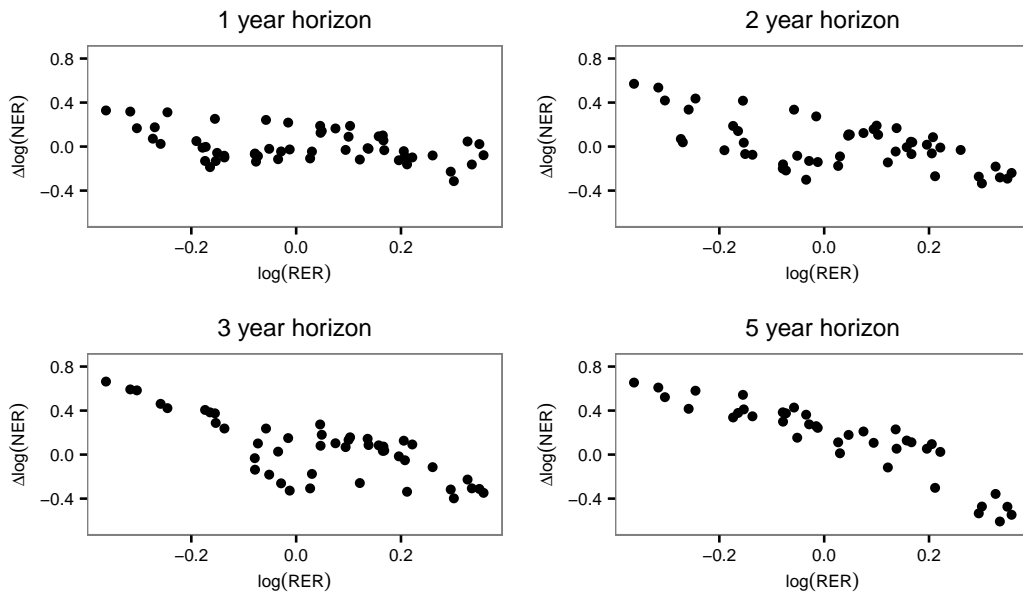 1 year horizon
0.8
0.4
0.0
−0.4
Δlog(NER)
−0.2 0.0 0.2
log(RER)
2 year horizon
0.8
0.4
0.0
−0.4
Δlog(NER)
−0.2 0.0 0.2
log(RER)
3 year horizon
0.8
0.4
0.0
−0.4
Δlog(NER)
−0.2 0.0 0.2
log(RER)
5 year horizon
0.8
0.4
0.0
−0.4
Δlog(NER)
−0.2 0.0 0.2
log(RER)